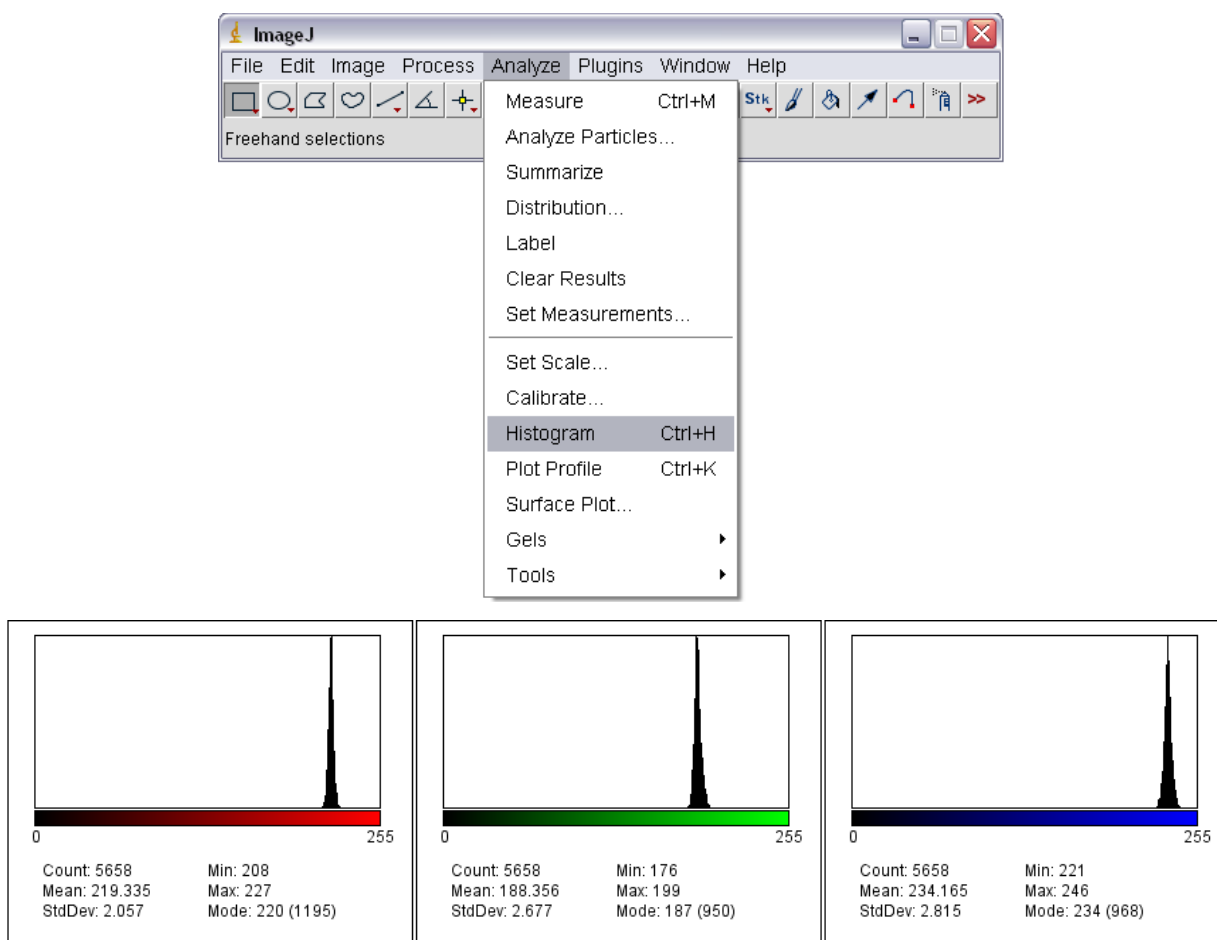 ImageJ
File Edit Image Process Analyze Plugins Window Help
Stk
>>
Freehand selections
Measure Ctrl+M
Analyze Particles...
Summarize
Distribution...
Label
Clear Results
Set Measurements...
Set Scale...
Calibrate...
Histogram Ctrl+H
Plot Profile Ctrl+K
Surface Plot...
Gels
Tools
0 255
Count: 5658 Min: 208
Mean: 219.335 Max: 227
StdDev: 2.057 Mode: 220 (1195)
0 255
Count: 5658 Min: 176
Mean: 188.356 Max: 199
StdDev: 2.677 Mode: 187 (950)
0 255
Count: 5658 Min: 221
Mean: 234.165 Max: 246
StdDev: 2.815 Mode: 234 (968)